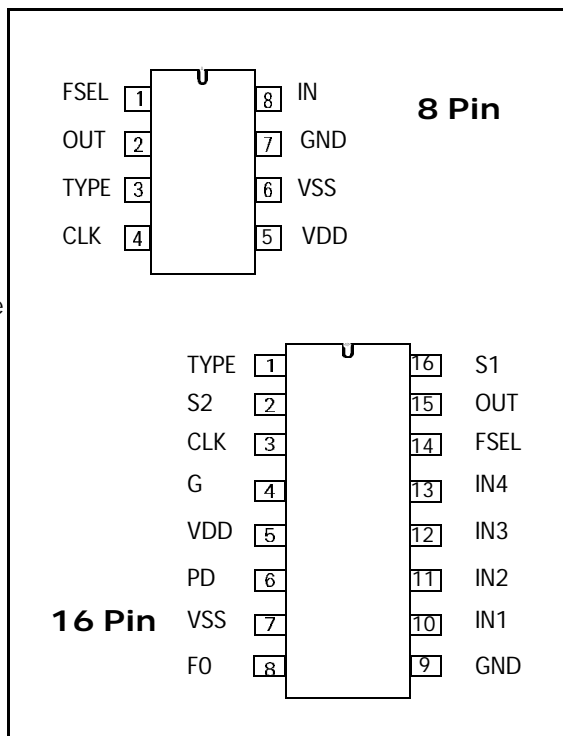 FSEL 1 8 IN
8 Pin
OUT 2 7 GND
TYPE 3 6 VSS
CLK 4 5 VDD
e
TYPE 1 16 S1
S2 2 15 OUT
CLK 3 14 FSEL
G 4 13 IN4
VDD 5 12 IN3
PD 6 11 IN2
16 Pin
VSS 7 10 IN1
F0 8 9 GND